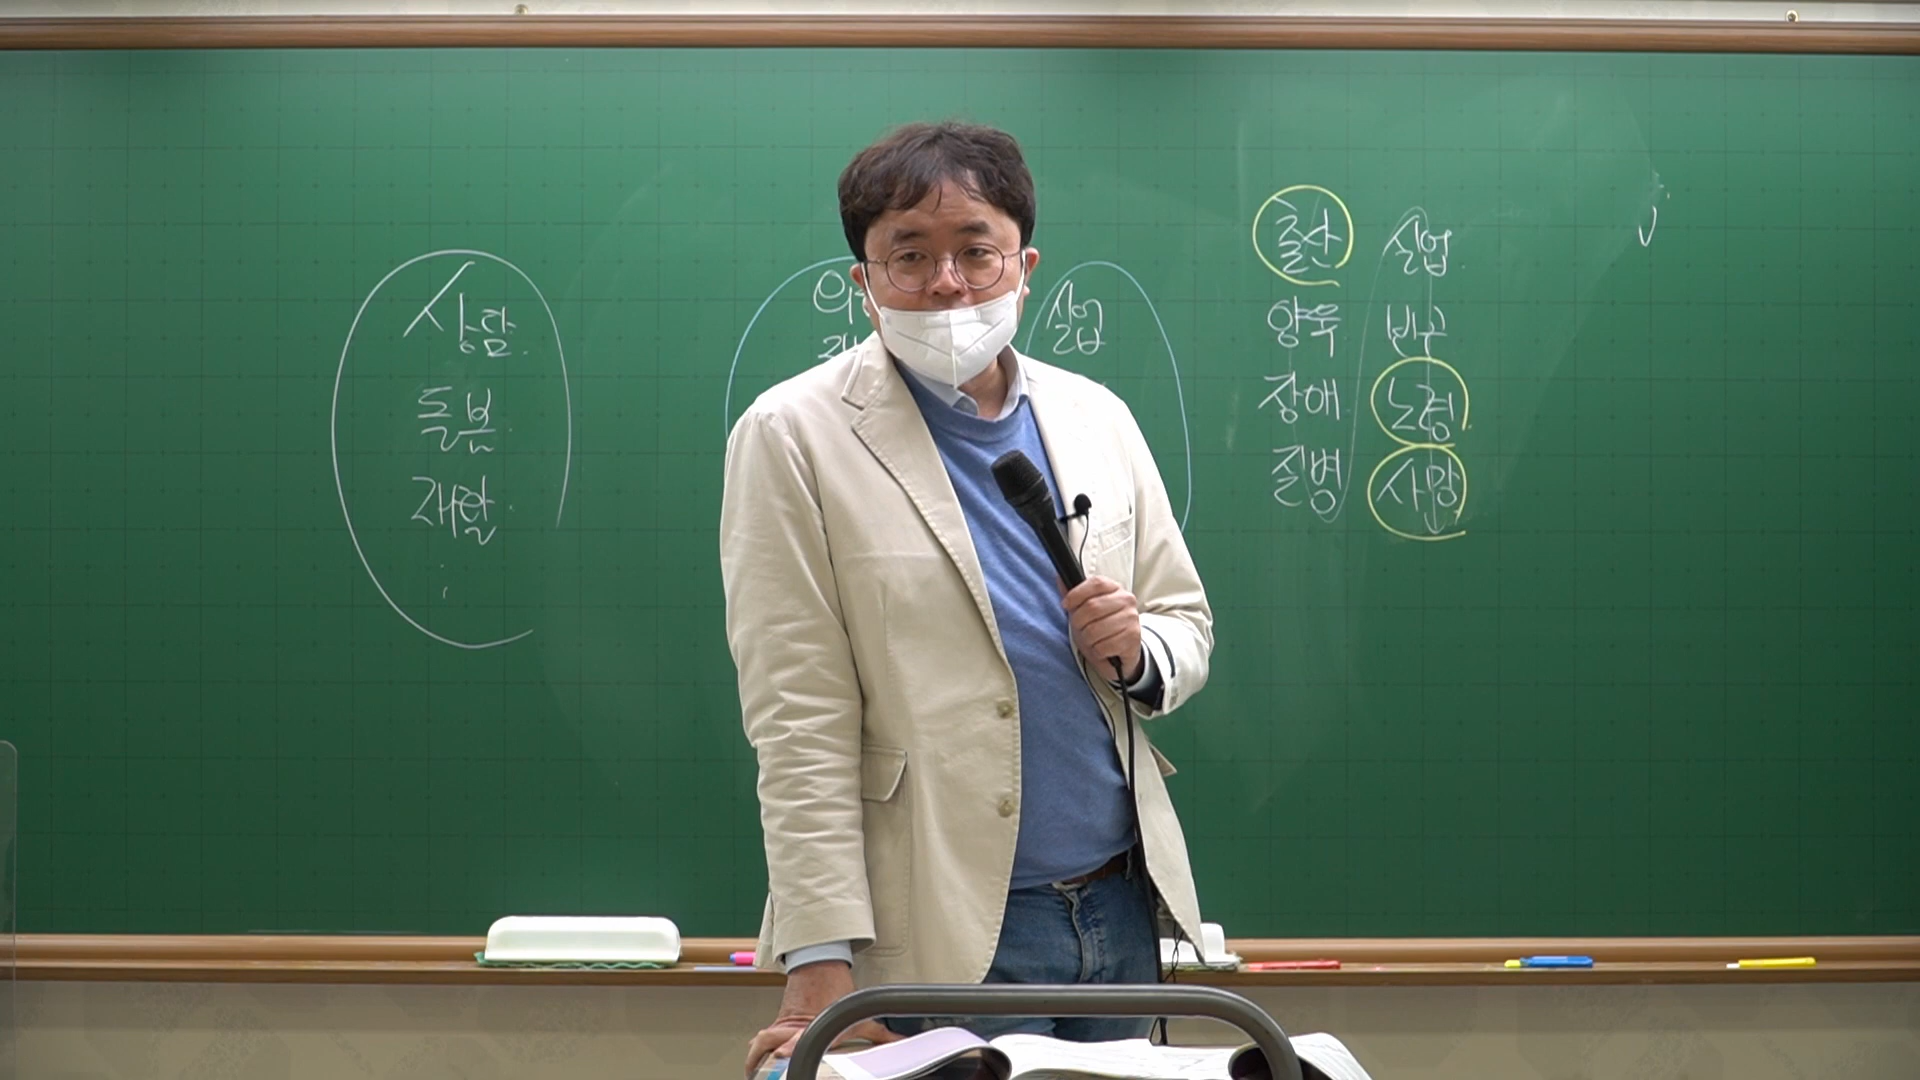 상담.
돌봄.
재활.
실업
출산 실업.
양육 빈곤
장애. 노령.
질병 사망